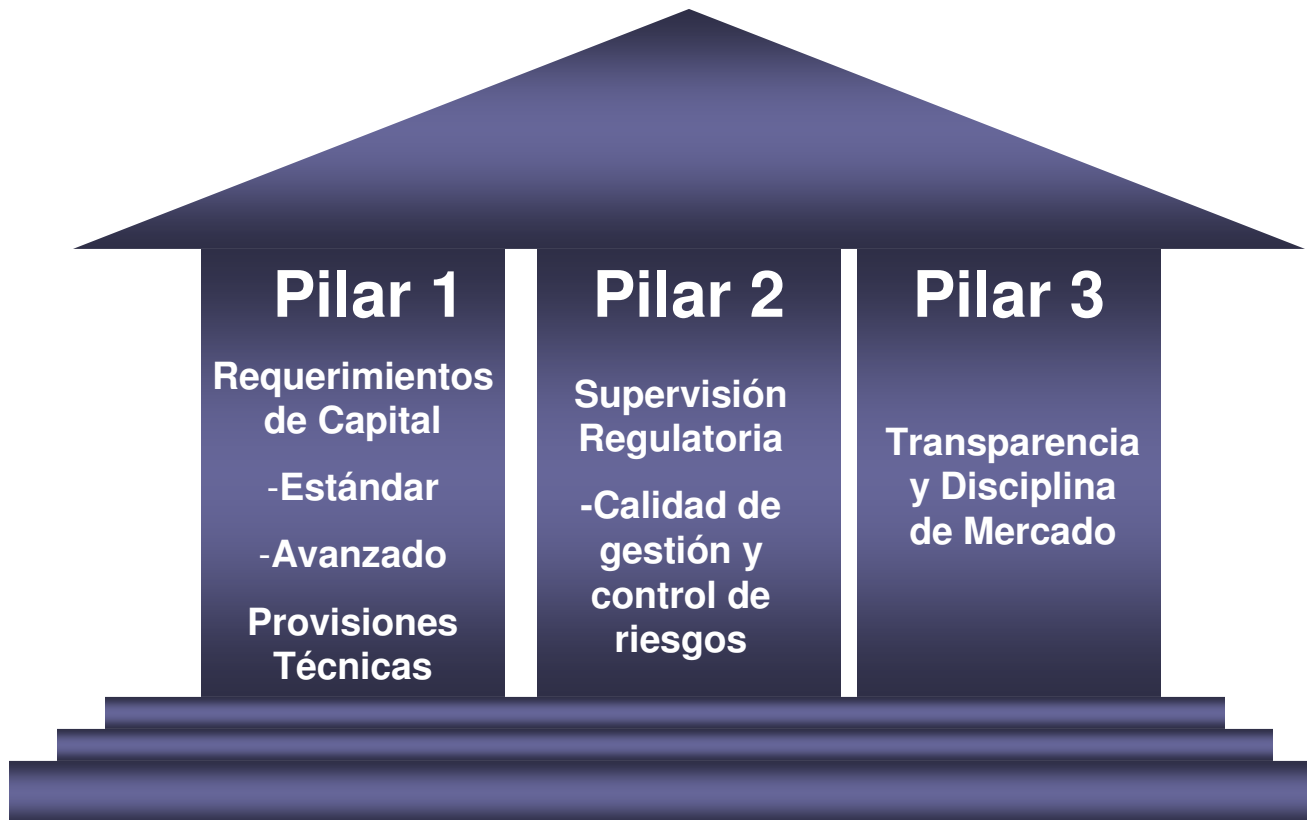 Pilar 1
Requerimientos
de Capital
-Estándar
-Avanzado
Provisiones
Técnicas
Pilar 2
Supervisión
Regulatoria
-Calidad de
gestión y
control de
riesgos
Pilar 3
Transparencia
y Disciplina
de Mercado